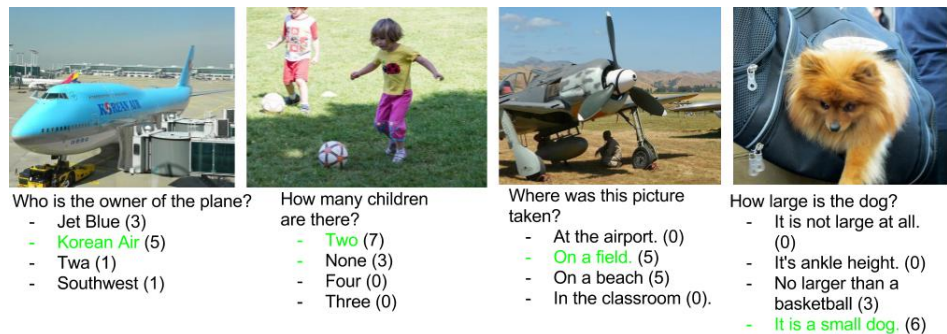 KOREAN AIR
Who is the owner of the plane?
- Jet Blue (3)
- Korean Air (5)
- Twa (1)
- Southwest (1)
How many children
are there?
- Two (7)
- None (3)
- Four (0)
- Three (0)
Where was this picture
taken?
- At the airport. (0)
- On a field. (5)
- On a beach (5)
- In the classroom (0).
How large is the dog?
- It is not large at all.
(0)
- It's ankle height. (0)
- No larger than a
basketball (3)
- It is a small dog. (6)